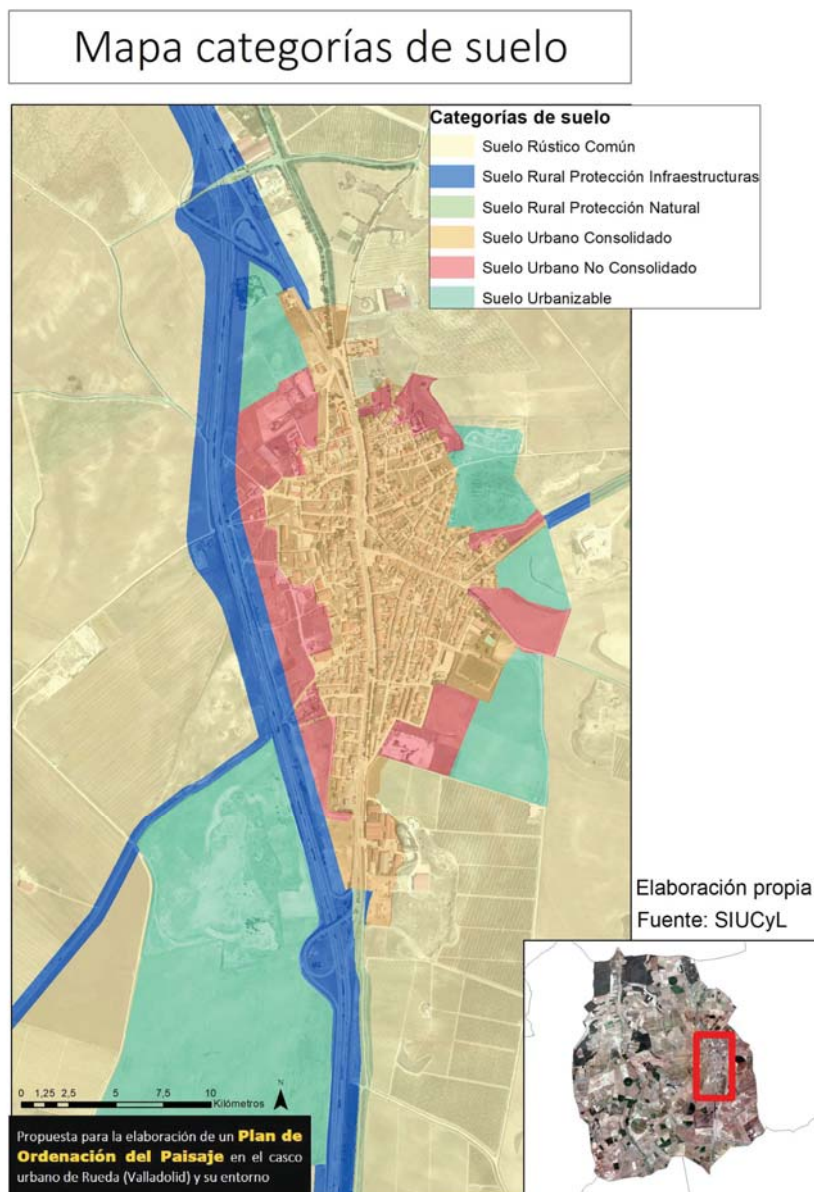 Mapa categorías de suelo
Categorías de suelo
Suelo Rústico Común
Suelo Rural Protección Infraestructuras
Suelo Rural Protección Natural
Suelo Urbano Consolidado
Suelo Urbano No Consolidado
Suelo Urbanizable
Elaboración propia
Fuente: SIUCyL
0 1,25 2,5 5 7,5 10
Kilómetros
N
Propuesta para la elaboración de un Plan de
Ordenación del Paisaje en el casco
urbano de Rueda (Valladolid) y su entorno